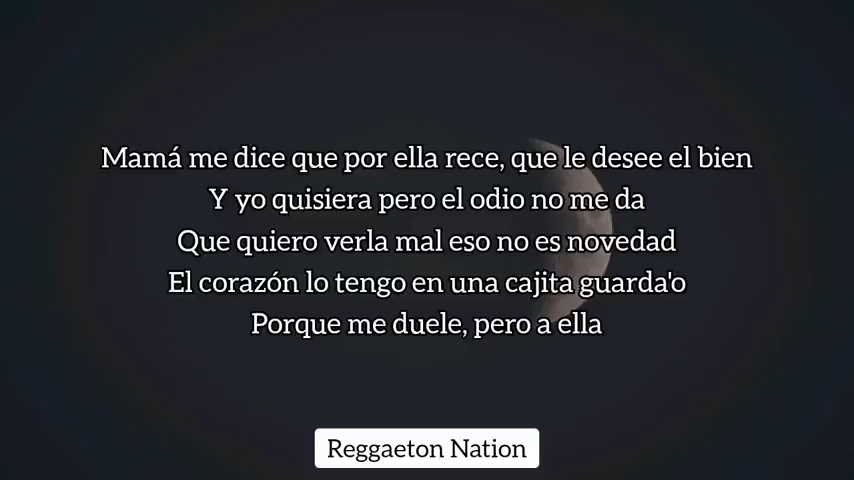 Mamá me dice que por ella rece, que le desee el bien
Y yo quisiera pero el odio no me da
Que quiero verla mal eso no es novedad
El corazón lo tengo en una cajita guarda'o
Porque me duele, pero a ella
Reggaeton Nation